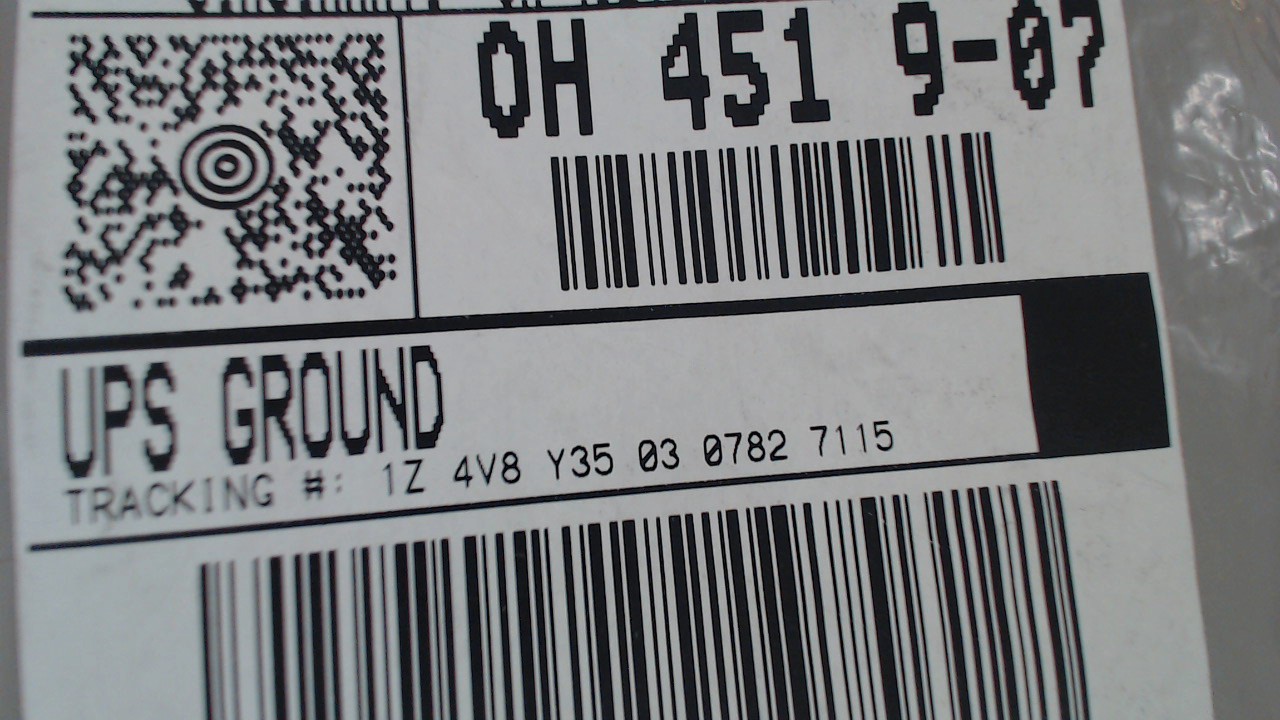 OH 451 9-07
UPS GROUND
TRACKING #: 1Z 4V8 Y35 03 0782 7115